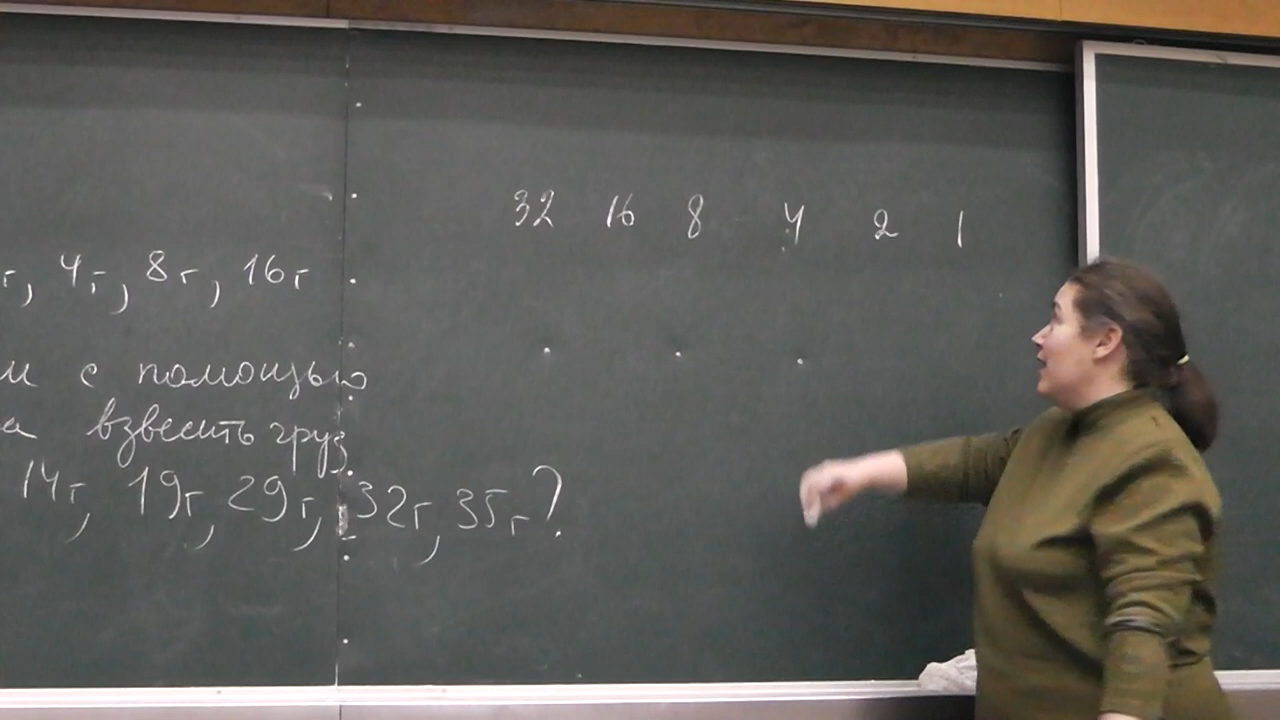 32 16 8 4 2 1
г, 4г, 8г, 16г
м с помощью
а взвесить груз
14г, 19г, 29г, 32г, 35г?